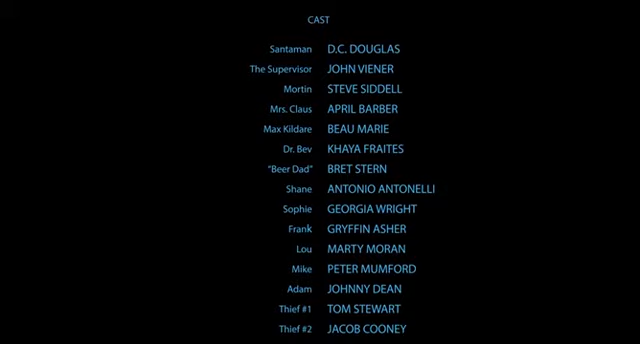 CAST
Santaman D.C. DOUGLAS
The Supervisor JOHN VIENER
Mortin STEVE SIDDELL
Mrs. Claus APRIL BARBER
Max Kildare BEAU MARIE
Dr. Bev KHAYA FRAITES
"Beer Dad" BRET STERN
Shane ANTONIO ANTONELLI
Sophie GEORGIA WRIGHT
Frank GRYFFIN ASHER
Lou MARTY MORAN
Mike PETER MUMFORD
Adam JOHNNY DEAN
Thief #1 TOM STEWART
Thief #2 JACOB COONEY